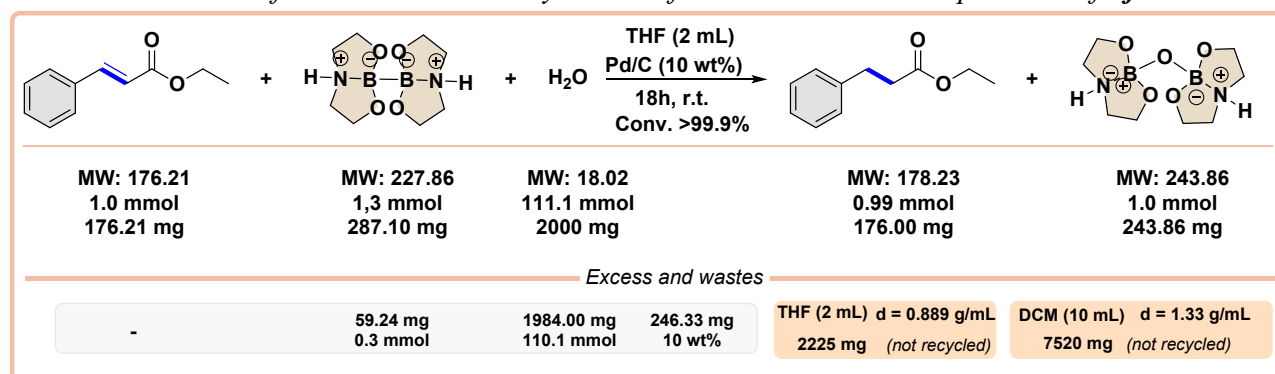 THF (2 mL)
Pd/C (10 wt%)
18h, r.t.
Conv. >99.9%
O
O
+
H N B B N H
O O O O
+ − − +
+
H2O
O
O
+
O O O
B B
N N
O O
H H
− + − +
MW: 176.21
1.0 mmol
176.21 mg
MW: 227.86
1,3 mmol
287.10 mg
MW: 18.02
111.1 mmol
2000 mg
MW: 178.23
0.99 mmol
176.00 mg
MW: 243.86
1.0 mmol
243.86 mg
Excess and wastes
-
59.24 mg
0.3 mmol
1984.00 mg
110.1 mmol
246.33 mg
10 wt%
THF (2 mL) d = 0.889 g/mL
2225 mg (not recycled)
DCM (10 mL) d = 1.33 g/mL
7520 mg (not recycled)